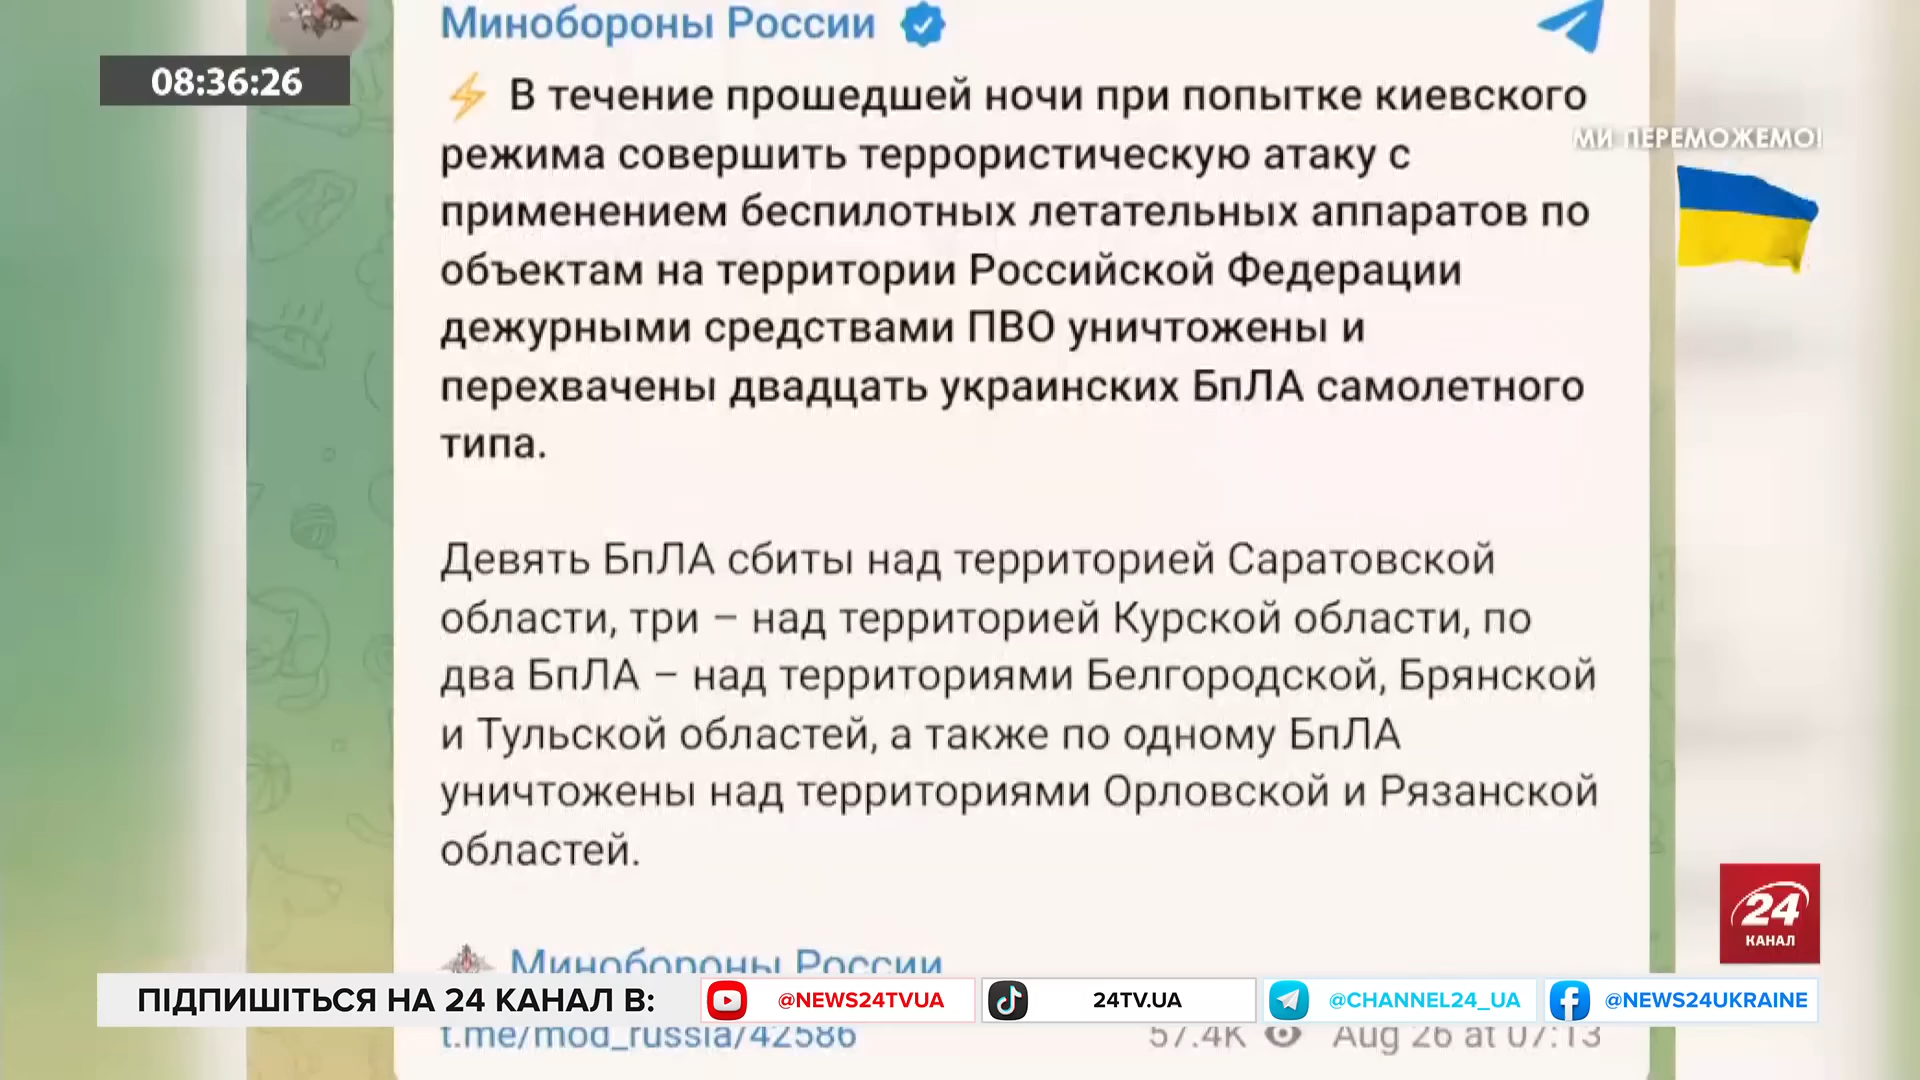 Минобороны России
08:36:26
⚡ В течение прошедшей ночи при попытке киевского
режима совершить террористическую атаку с
применением беспилотных летательных аппаратов по
объектам на территории Российской Федерации
дежурными средствами ПВО уничтожены и
перехвачены двадцать украинских БпЛА самолетного
типа.
МИ ПЕРЕМОЖЕМО!
Девять БпЛА сбиты над территорией Саратовской
области, три – над территорией Курской области, по
два БпЛА – над территориями Белгородской, Брянской
и Тульской областей, а также по одному БпЛА
уничтожены над территориями Орловской и Рязанской
областей.
24
КАНАЛ
Минобороны России
ПІДПИШІТЬСЯ НА 24 КАНАЛ В: @NEWS24TVUA 24TV.UA @CHANNEL24_UA @NEWS24UKRAINE
t.me/mod_russia/42586 57.4K Aug 26 at 07:13